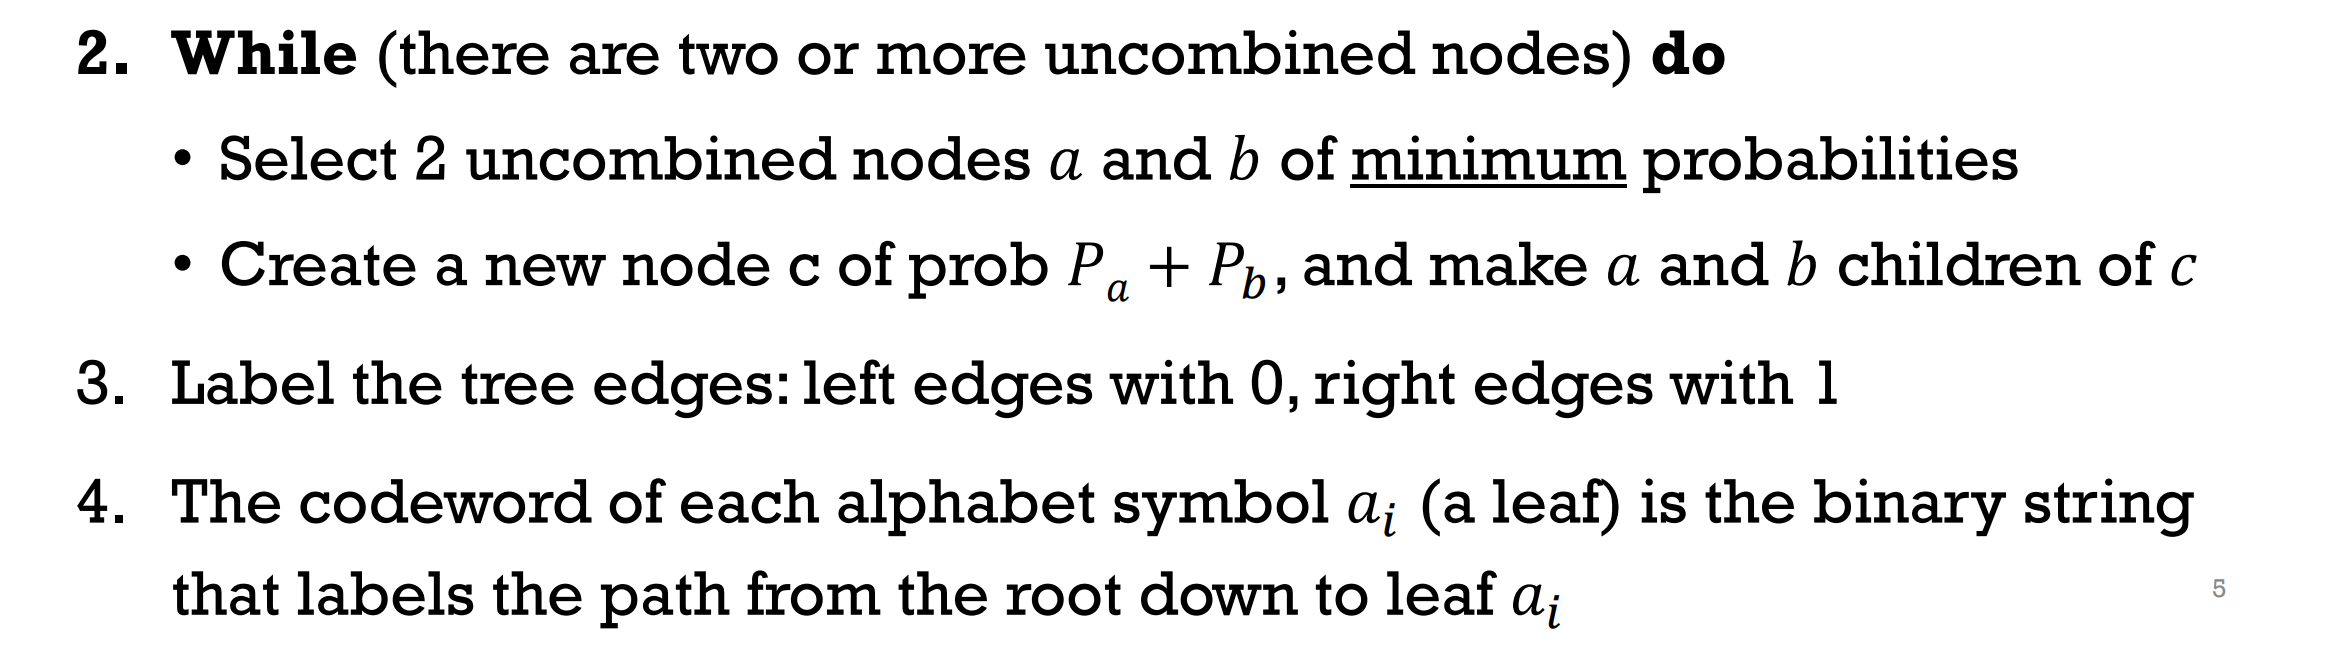 2. While (there are two or more uncombined nodes) do
• Select 2 uncombined nodes a and b of minimum probabilities
• Create a new node c of prob P_a + P_b, and make a and b children of c
3. Label the tree edges: left edges with 0, right edges with 1
4. The codeword of each alphabet symbol a_i (a leaf) is the binary string
that labels the path from the root down to leaf a_i
5